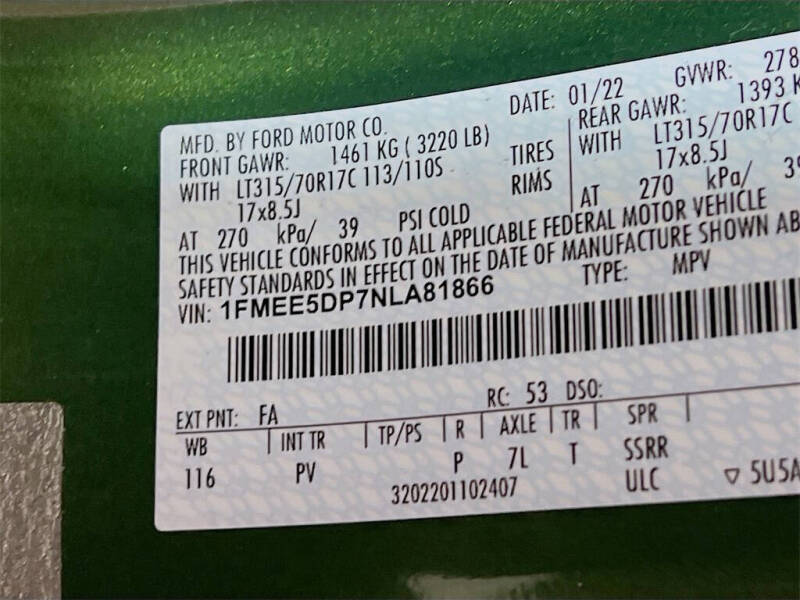 MFD. BY FORD MOTOR CO.
DATE: 01/22 GVWR: 278
FRONT GAWR: 1461 KG ( 3220 LB)
REAR GAWR: 1393 K
WITH LT315/70R17C 113/110S TIRES
WITH LT315/70R17C
17x8.5J RIMS
17x8.5J
AT 270 kPa/ 39 PSI COLD
AT 270 kPa/ 39
THIS VEHICLE CONFORMS TO ALL APPLICABLE FEDERAL MOTOR VEHICLE
SAFETY STANDARDS IN EFFECT ON THE DATE OF MANUFACTURE SHOWN AB
VIN: 1FMEE5DP7NLA81866
TYPE: MPV
EXT PNT: FA RC: 53 DSO:
WB INT TR TP/PS R AXLE TR SPR
116 PV P 7L T SSRR
3202201102407 ULC 5U5A